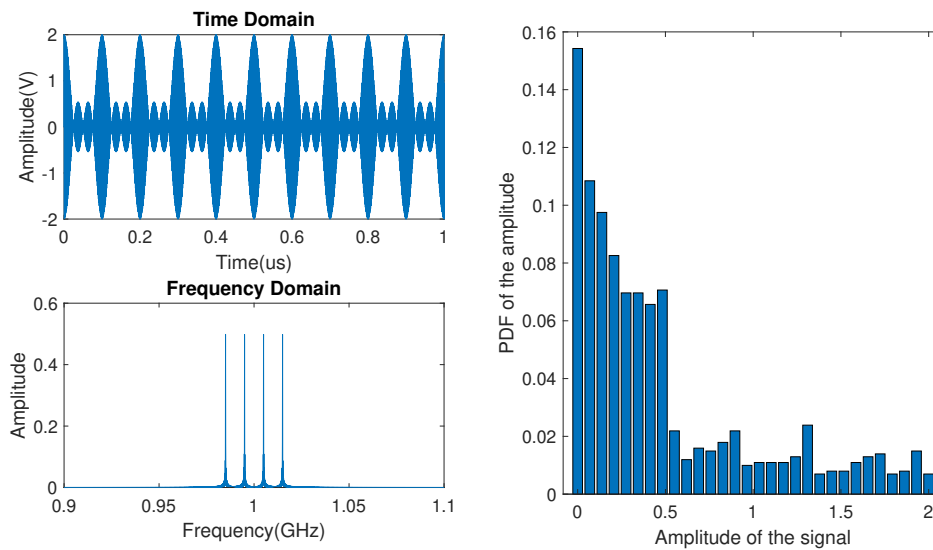 Time Domain
Amplitude(V)
2
1
0
-1
-2
0 0.2 0.4 0.6 0.8 1
Time(us)
Frequency Domain
Amplitude
0.6
0.4
0.2
0
0.9 0.95 1 1.05 1.1
Frequency(GHz)
PDF of the amplitude
0.16
0.14
0.12
0.1
0.08
0.06
0.04
0.02
0
0 0.5 1 1.5 2
Amplitude of the signal